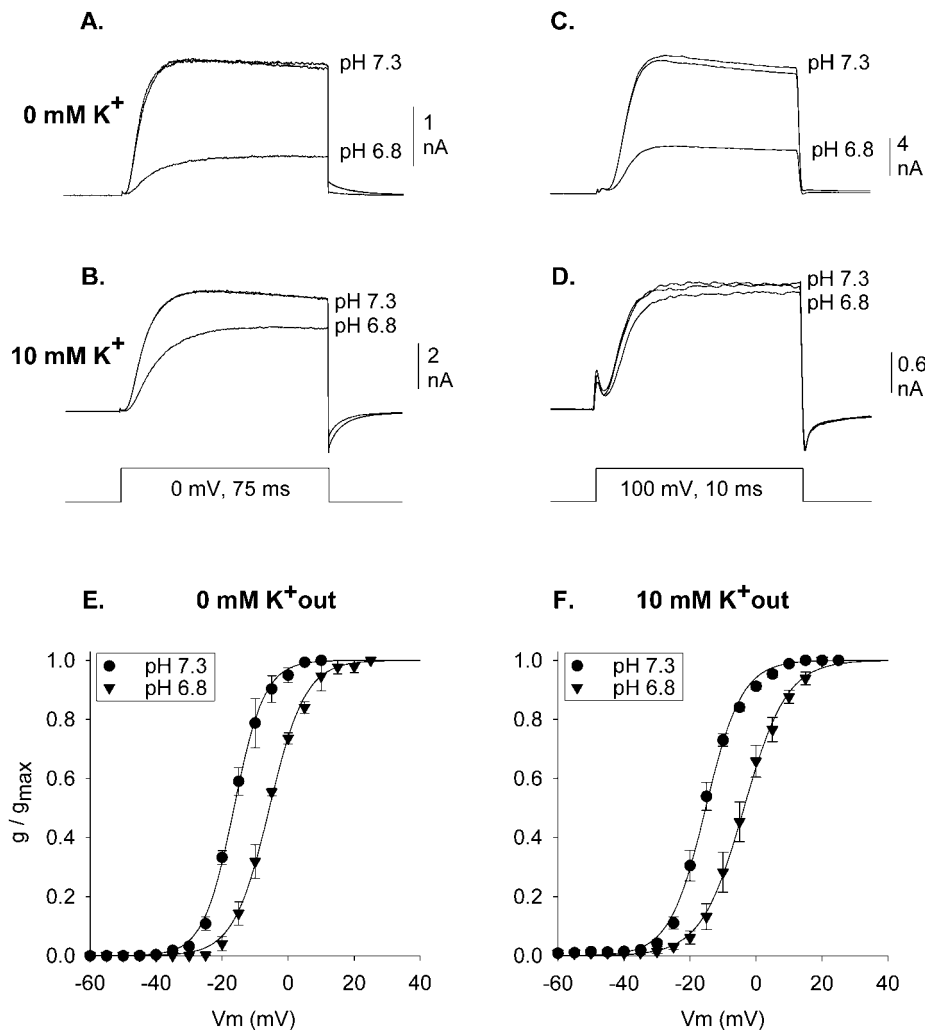 A.
C.
pH 7.3
pH 7.3
0 mM K+
1
nA
pH 6.8
pH 6.8
4
nA
B.
D.
pH 7.3
pH 7.3
pH 6.8
pH 6.8
10 mM K+
2
nA
0.6
nA
0 mV, 75 ms
100 mV, 10 ms
E.
0 mM K+out
F.
10 mM K+out
pH 7.3
pH 6.8
1.0
0.8
0.6
0.4
0.2
0.0
g / gmax
-60
-40
-20
0
20
40
Vm (mV)
pH 7.3
pH 6.8
1.0
0.8
0.6
0.4
0.2
0.0
-60
-40
-20
0
20
40
Vm (mV)